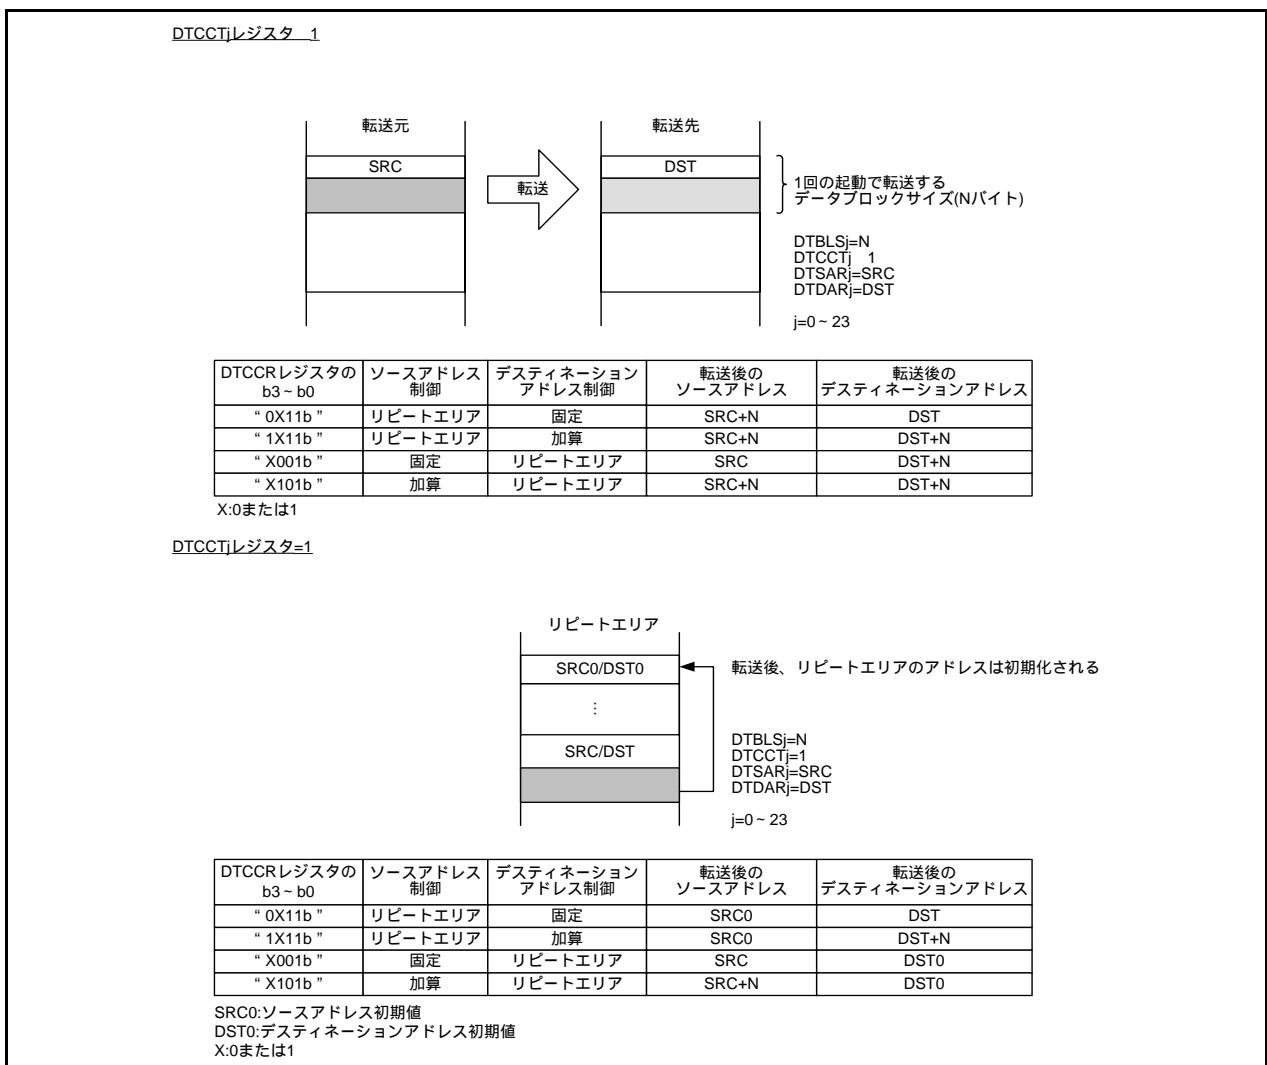 DTCCTjレジスタ 1
転送元
転送先
SRC
DST
転送
1回の起動で転送する
データブロックサイズ(Nバイト)
DTBLSj=N
DTCCTj 1
DTSARj=SRC
DTDARj=DST
j=0~23
DTCCRレジスタの b3~b0 ソースアドレス制御 デスティネーションアドレス制御 転送後のソースアドレス 転送後のデスティネーションアドレス
“0X11b” リピートエリア 固定 SRC+N DST
“1X11b” リピートエリア 加算 SRC+N DST+N
“X001b” 固定 リピートエリア SRC DST+N
“X101b” 加算 リピートエリア SRC+N DST+N
X:0または1
DTCCTjレジスタ=1
リピートエリア
SRC0/DST0
転送後、リピートエリアのアドレスは初期化される
⋮
SRC/DST
DTBLSj=N
DTCCTj=1
DTSARj=SRC
DTDARj=DST
j=0~23
DTCCRレジスタの b3~b0 ソースアドレス制御 デスティネーションアドレス制御 転送後のソースアドレス 転送後のデスティネーションアドレス
“0X11b” リピートエリア 固定 SRC0 DST
“1X11b” リピートエリア 加算 SRC0 DST+N
“X001b” 固定 リピートエリア SRC DST0
“X101b” 加算 リピートエリア SRC+N DST0
SRC0:ソースアドレス初期値
DST0:デスティネーションアドレス初期値
X:0または1